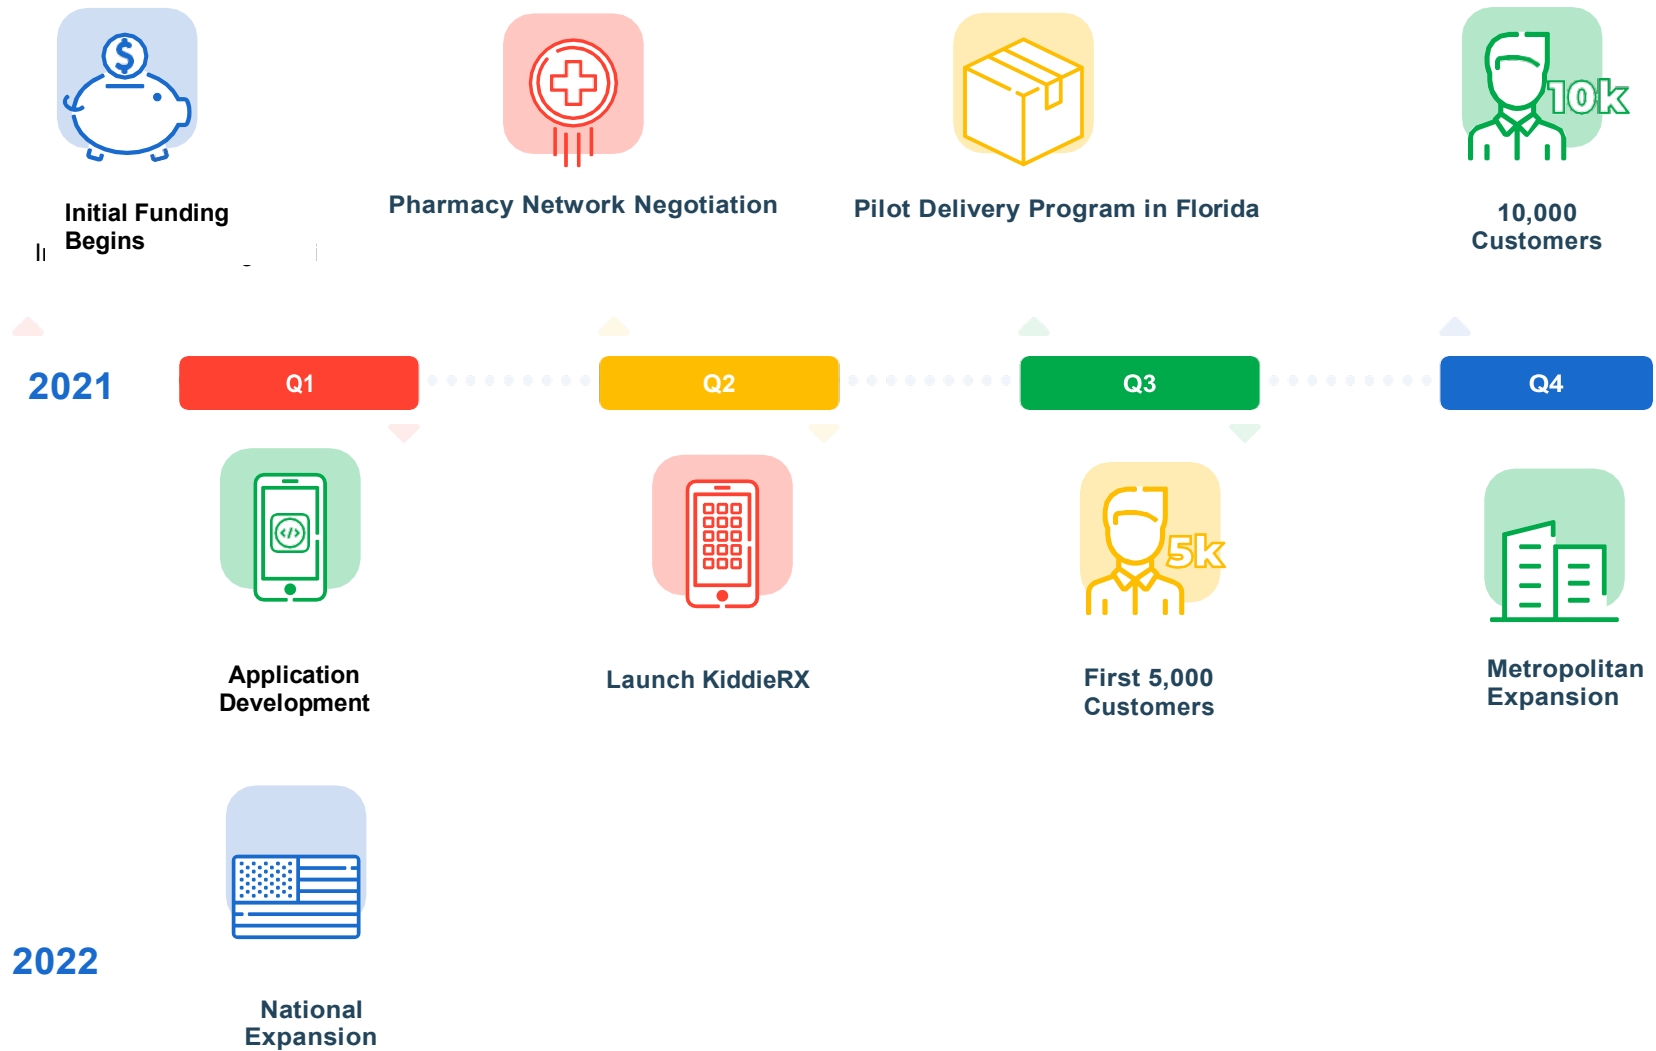 $
10k
Initial Funding
Begins
Pharmacy Network Negotiation
Pilot Delivery Program in Florida
10,000
Customers
2021
Q1
Q2
Q3
Q4
</>
5k
Application
Development
Launch KiddieRX
First 5,000
Customers
Metropolitan
Expansion
2022
National
Expansion